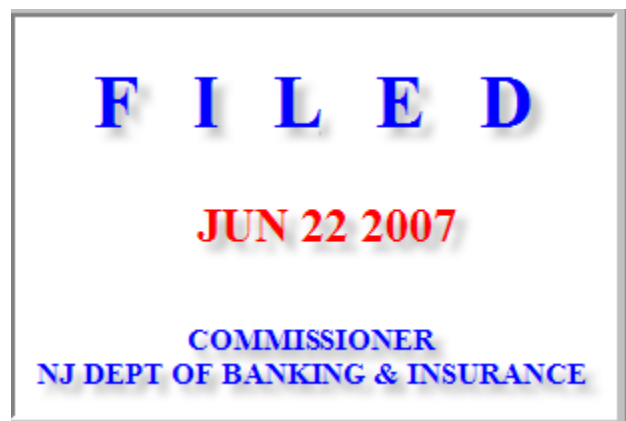 F I L E D
JUN 22 2007
COMMISSIONER
NJ DEPT OF BANKING & INSURANCE